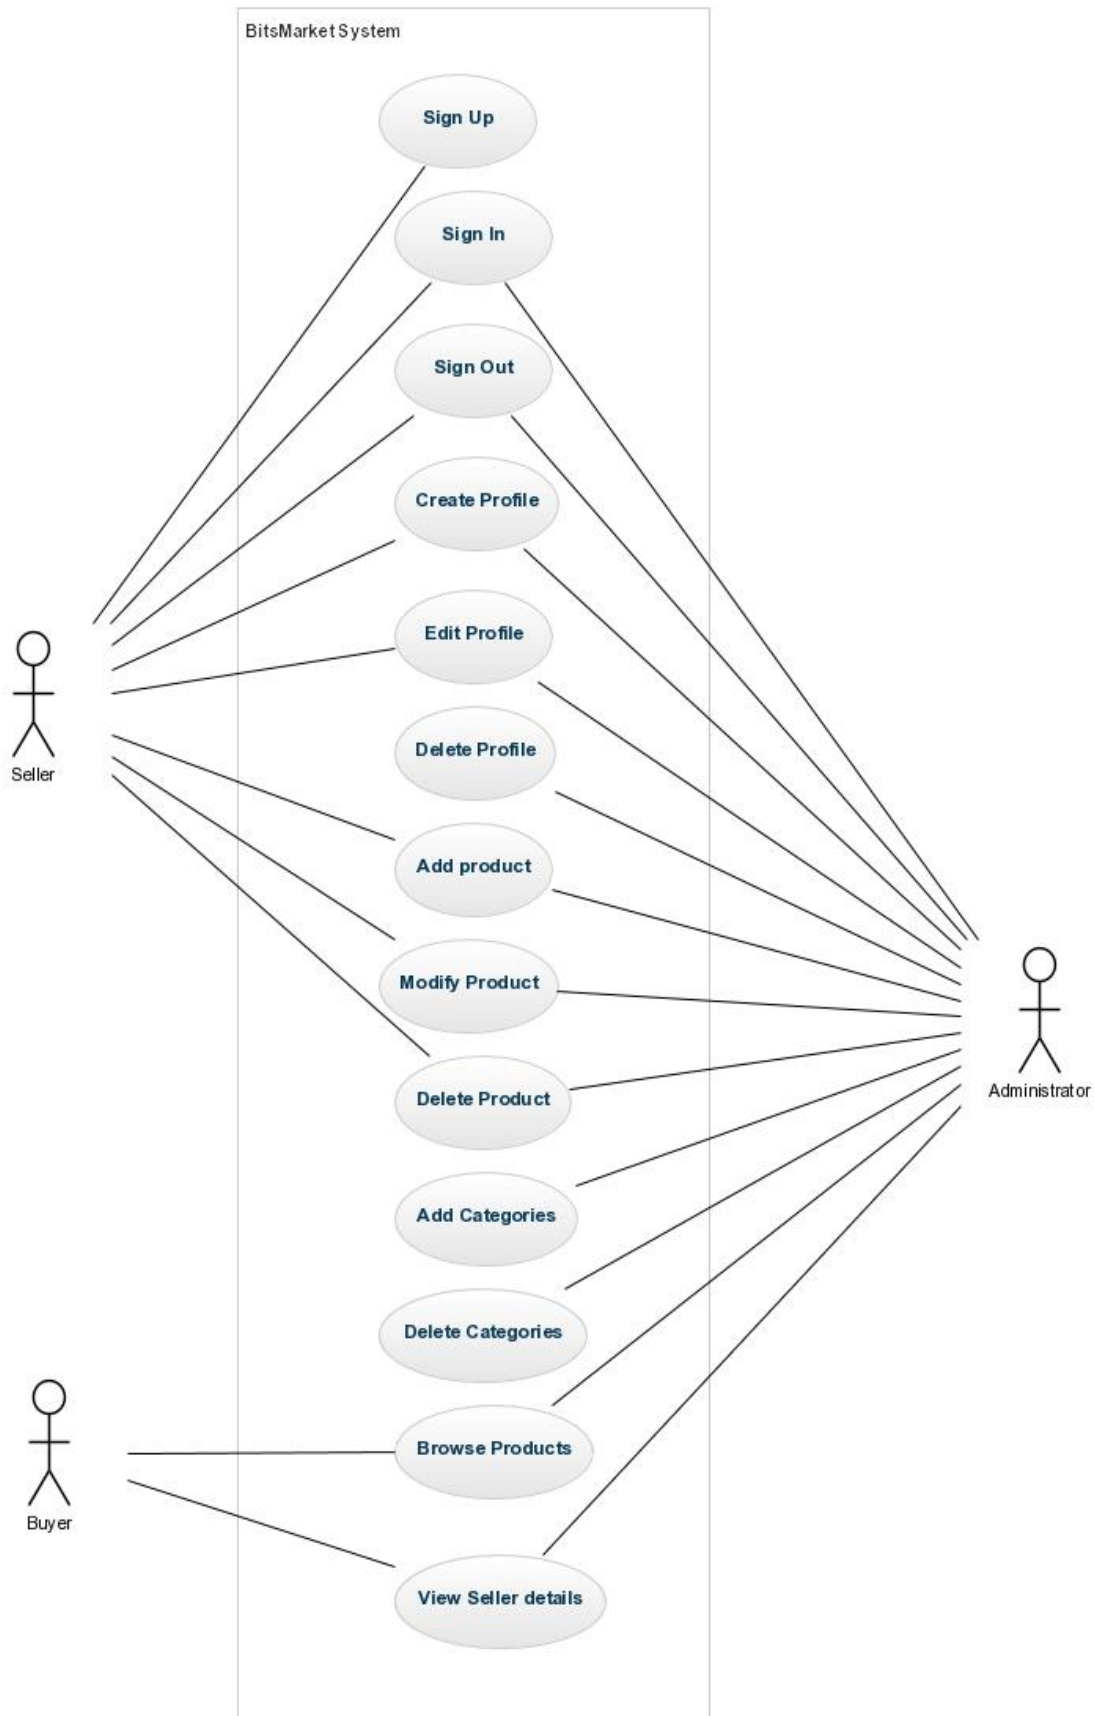 BitsMarket System
Sign Up
Sign In
Sign Out
Create Profile
Edit Profile
Delete Profile
Seller
Add product
Modify Product
Delete Product
Administrator
Add Categories
Delete Categories
Browse Products
Buyer
View Seller details